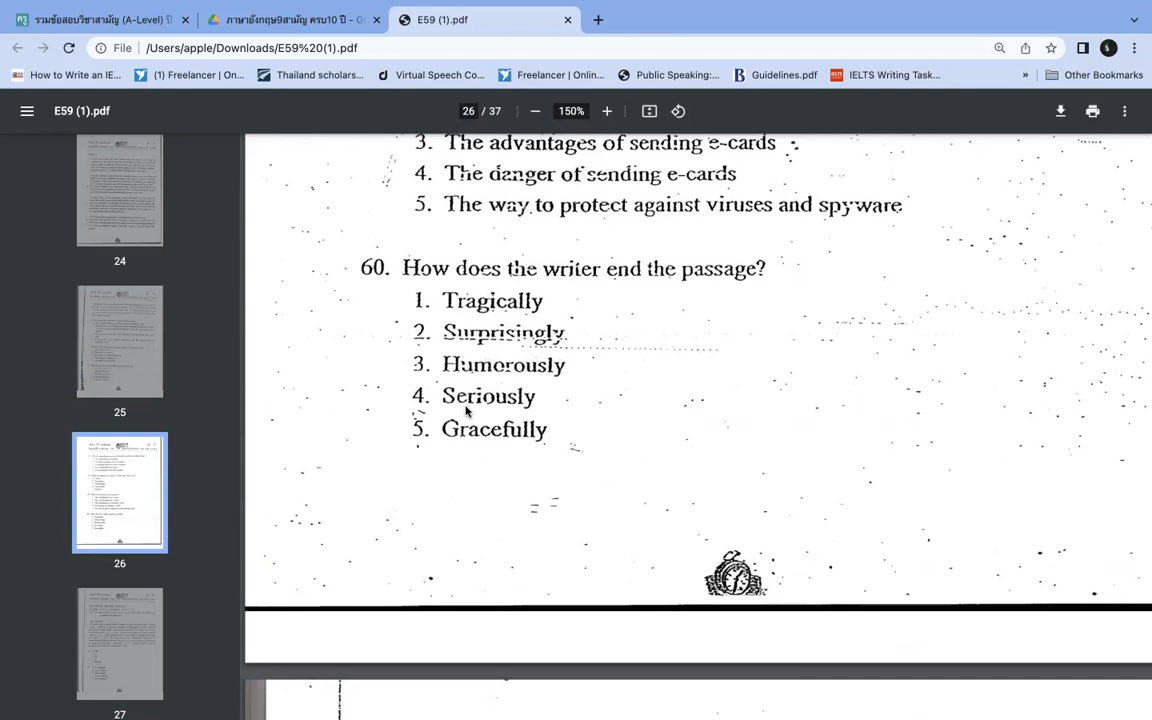 รวมข้อสอบวิชาสามัญ (A-Level) ปี
ภาษาอังกฤษ9สามัญ ครบ10 ปี - G
E59 (1).pdf
File
/Users/apple/Downloads/E59%20(1).pdf
How to Write an IE...
(1) Freelancer | On...
Thailand scholars...
Virtual Speech Co...
Freelancer | Onlin...
Public Speaking:...
Guidelines.pdf
IELTS Writing Task...
»
Other Bookmarks
E59 (1).pdf
26 / 37
150%
24
25
26
27
3. The advantages of sending e-cards
4. The danger of sending e-cards
5. The way to protect against viruses and spyware
60. How does the writer end the passage?
1. Tragically
2. Surprisingly
3. Humorously
4. Seriously
5. Gracefully